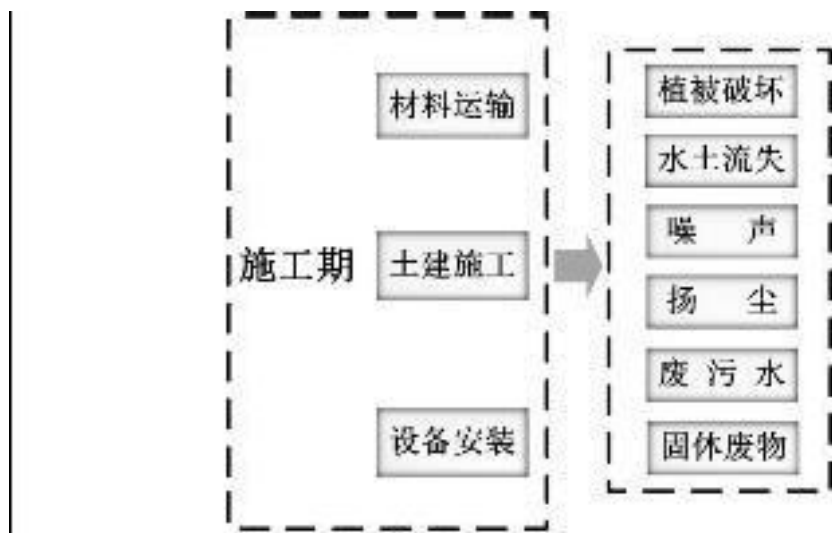 施工期
材料运输
土建施工
设备安装
植被破坏
水土流失
噪 声
扬 尘
废污水
固休废物